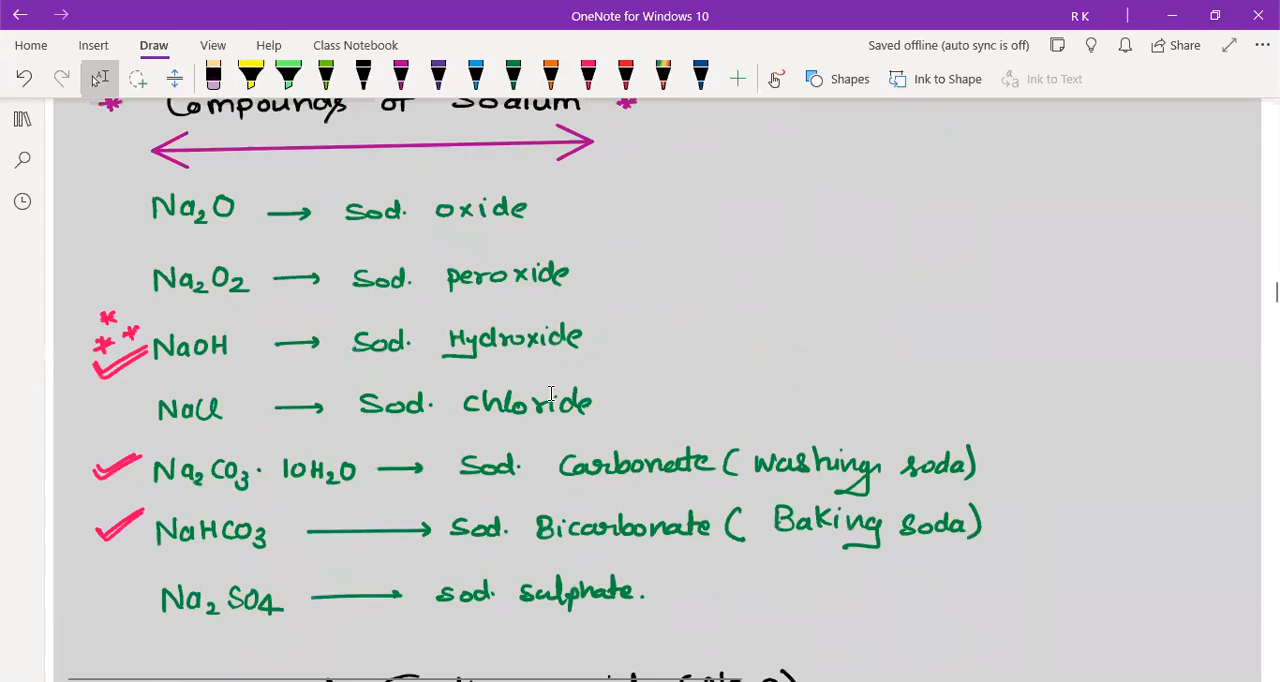 OneNote for Windows 10
R K
Home Insert Draw View Help Class Notebook
Saved offline (auto sync is off)
Share
Shapes
Ink to Shape
Ink to Text
* Compounds of Sodium *
Na₂O → Sod. oxide
Na₂O₂ → Sod. peroxide
NaOH → Sod. Hydroxide
NaCl → Sod. chloride
Na₂CO₃. 10H₂O → Sod. Carbonate (washing soda)
NaHCO₃ → Sod. Bicarbonate (Baking soda)
Na₂SO₄ → sod. sulphate.